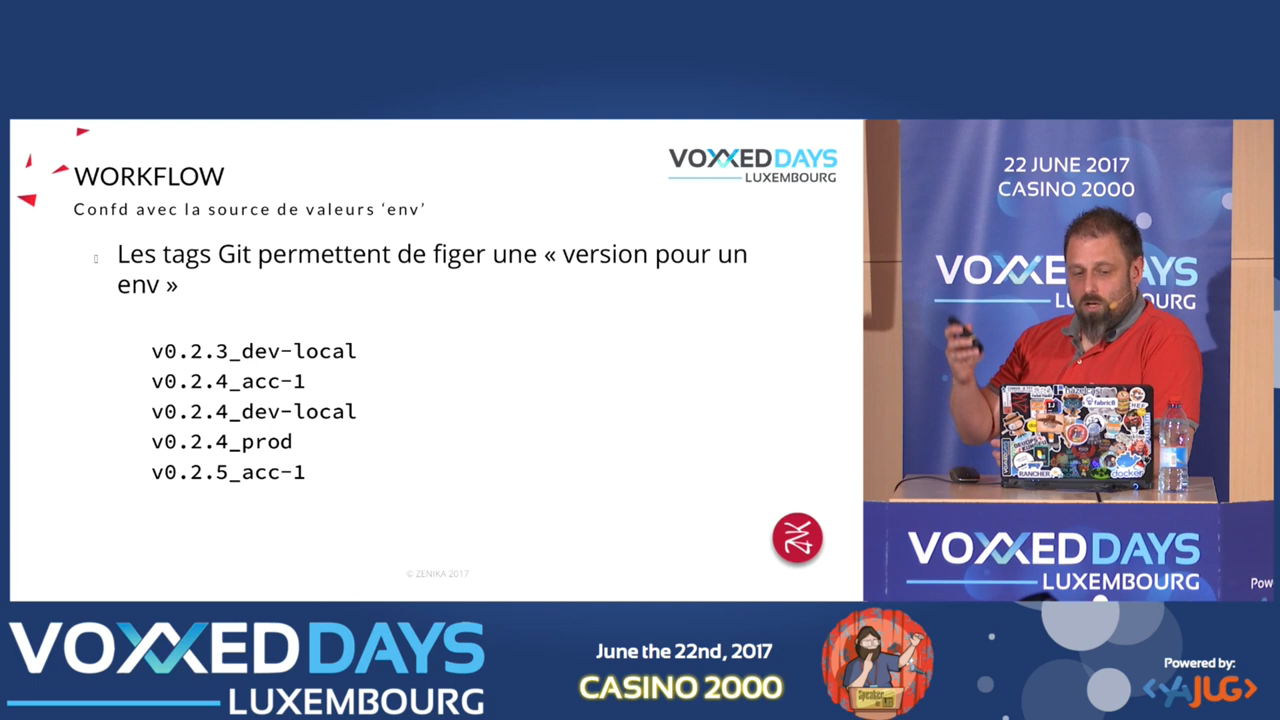 WORKFLOW
Confd avec la source de valeurs ‘env’
VOXXED DAYS
LUXEMBOURG
Les tags Git permettent de figer une « version pour un
env »
v0.2.3_dev-local
v0.2.4_acc-1
v0.2.4_dev-local
v0.2.4_prod
v0.2.5_acc-1
© ZENIKA 2017
22 JUNE 2017
CASINO 2000
fabric8
RANCHER
docker
VOXXED DAYS
LUXEMBOURG
Pow
VOXXED DAYS
LUXEMBOURG
June the 22nd, 2017
CASINO 2000
Powered by:
YAJUG